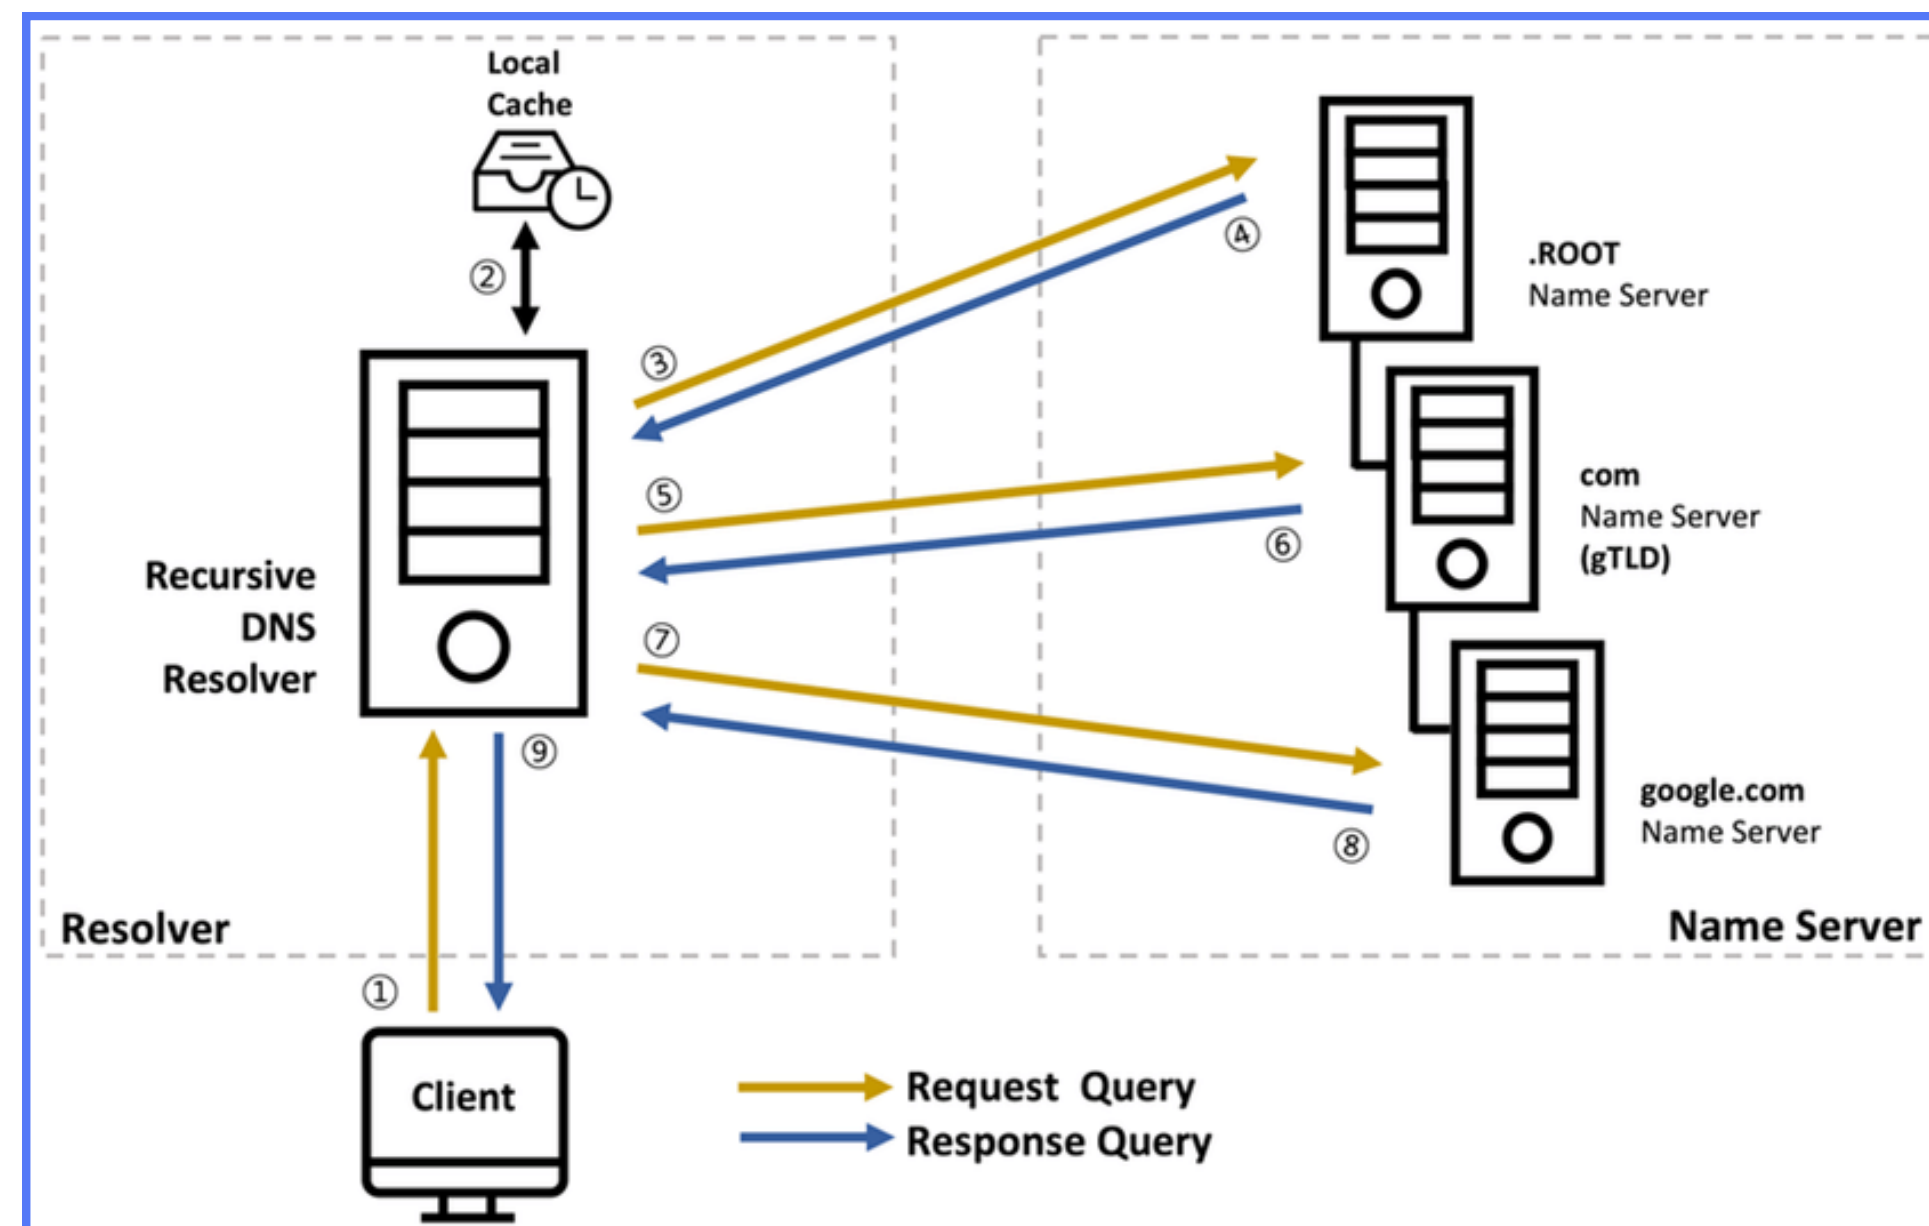 Local
Cache
②
③
④
.ROOT
Name Server
⑤
⑥
com
Name Server
(gTLD)
Recursive
DNS
Resolver
⑦
⑧
google.com
Name Server
⑨
Resolver
Name Server
①
Client
Request Query
Response Query